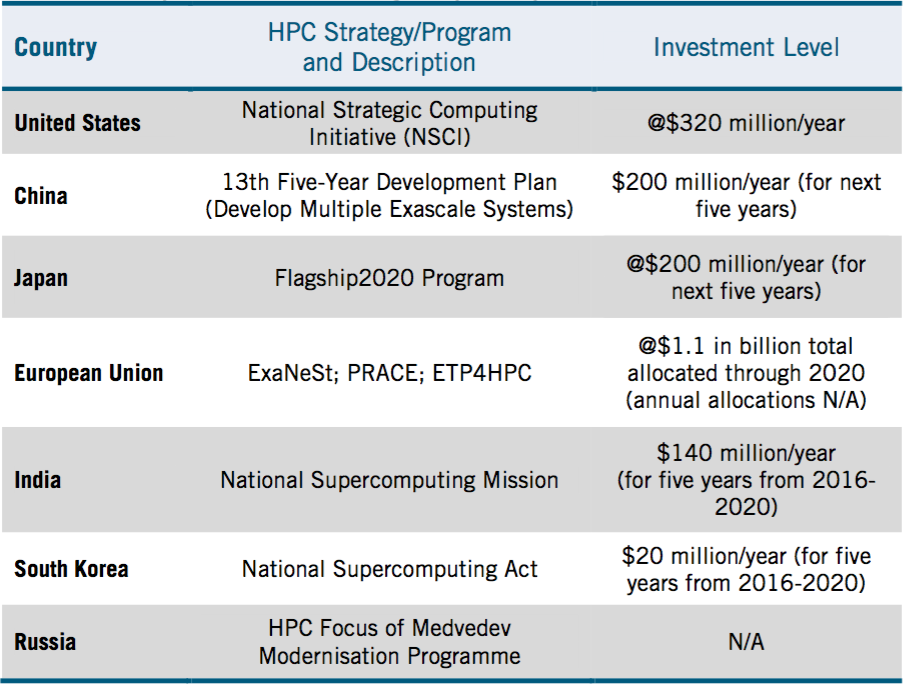 Country
HPC Strategy/Program
and Description
Investment Level
United States
National Strategic Computing
Initiative (NSCI)
@$320 million/year
China
13th Five-Year Development Plan
(Develop Multiple Exascale Systems)
$200 million/year (for next
five years)
Japan
Flagship2020 Program
@$200 million/year (for
next five years)
European Union
ExaNeSt; PRACE; ETP4HPC
@$1.1 in billion total
allocated through 2020
(annual allocations N/A)
India
National Supercomputing Mission
$140 million/year
(for five years from 2016-
2020)
South Korea
National Supercomputing Act
$20 million/year (for five
years from 2016-2020)
Russia
HPC Focus of Medvedev
Modernisation Programme
N/A